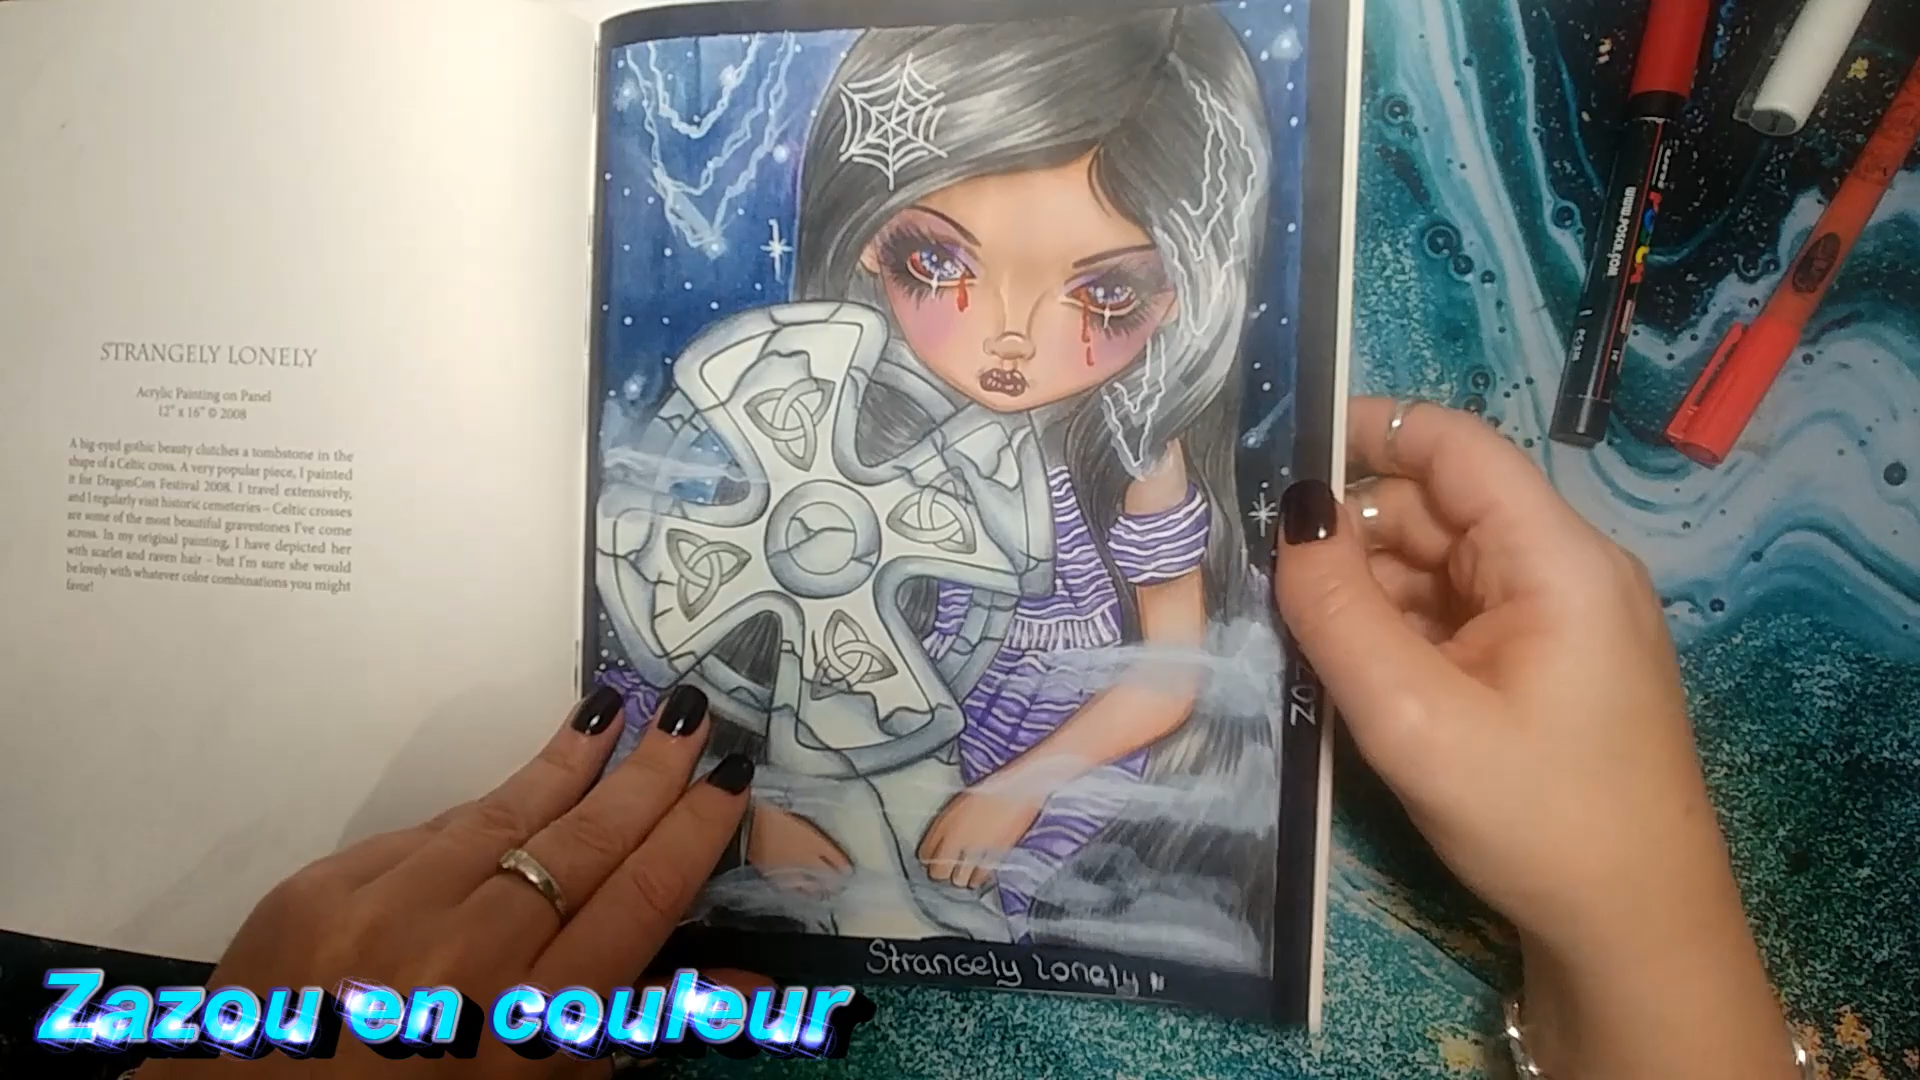 STRANGELY LONELY
Acrylic Painting on Panel
12" x 16" © 2008
A big-eyed gothic beauty clutches a tombstone in the
shape of a Celtic cross. A very popular piece, I painted
it for DragonCon Festival 2008. I travel extensively,
and I regularly visit historic cemeteries – Celtic crosses
are some of the most beautiful gravestones I've come
across. In my original painting, I have depicted her
with scarlet and raven hair – but I'm sure she would
be lovely with whatever color combinations you might
favor!
Strangely Lonely
WWW.POSCA.COM
Zazou en couleur